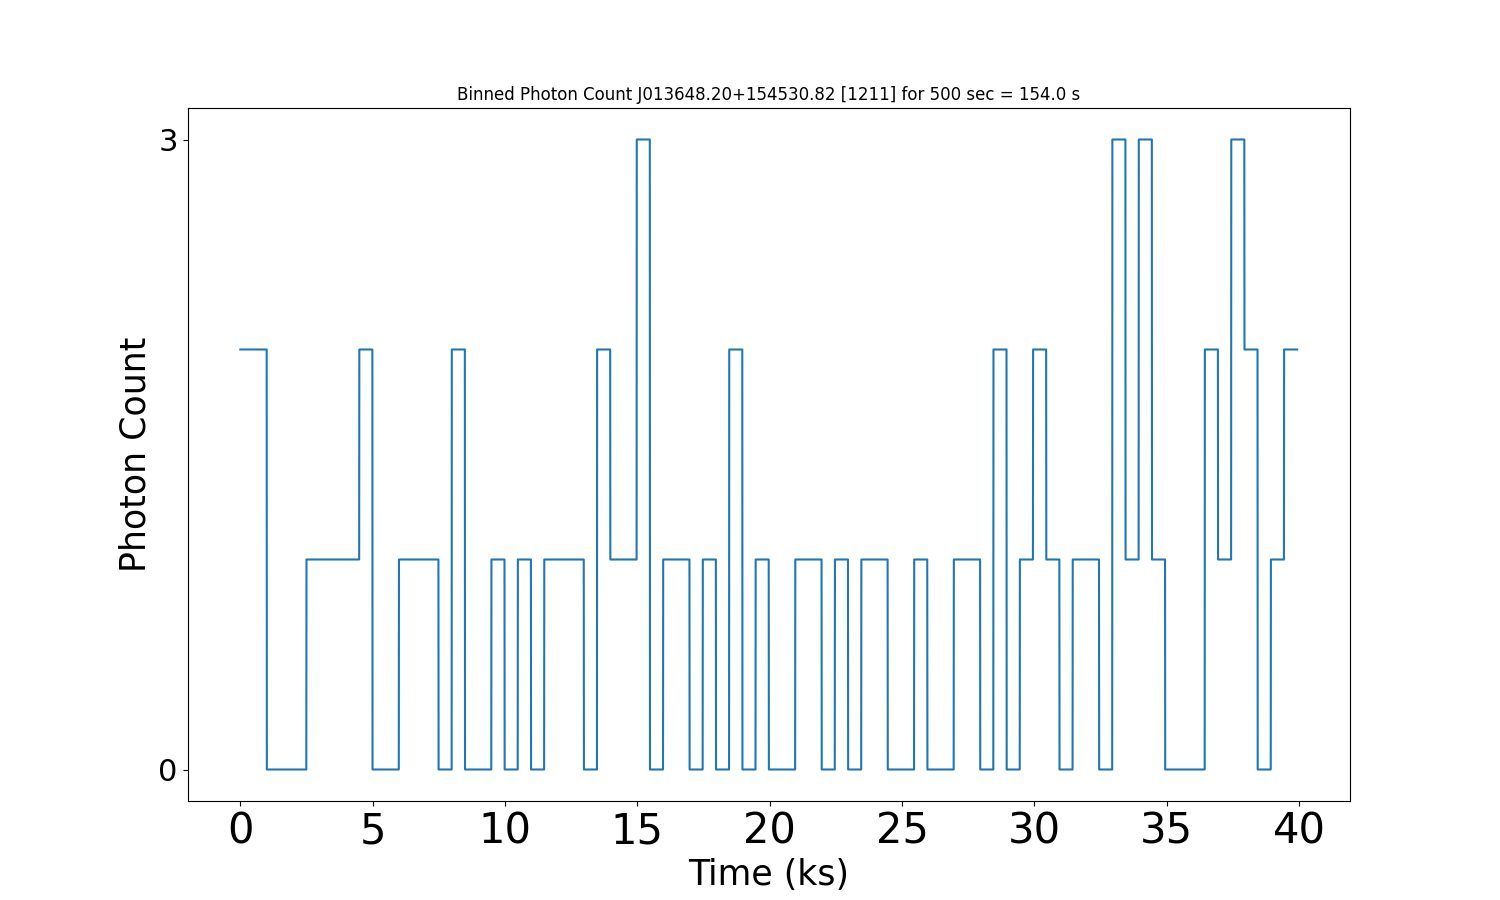 Binned Photon Count J013648.20+154530.82 [1211] for 500 sec = 154.0 s
3
Photon Count
0
0 5 10 15 20 25 30 35 40
Time (ks)